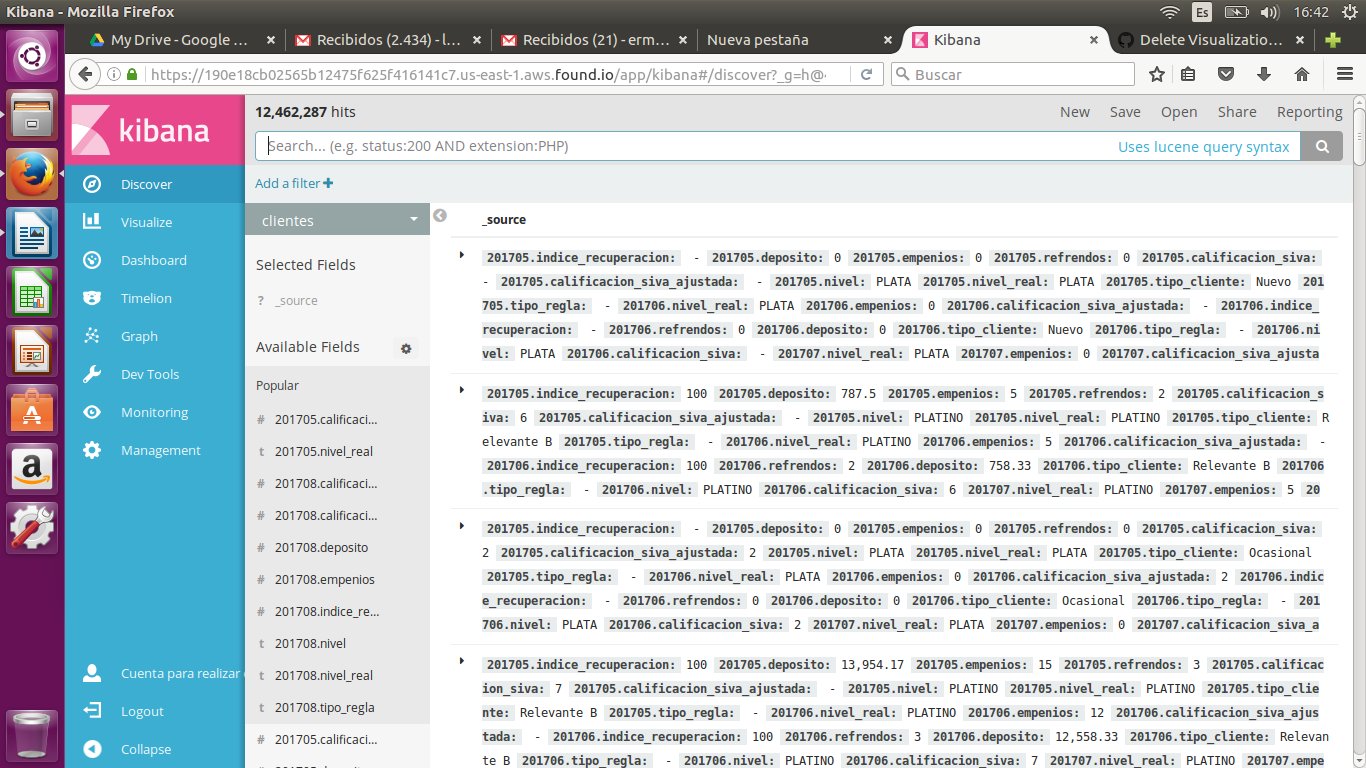 Kibana - Mozilla Firefox
Es
16:42
My Drive - Google ...
Recibidos (2.434) - l...
Recibidos (21) - erm...
Nueva pestaña
Kibana
Delete Visualizatio...
https://190e18cb02565b12475f625f416141c7.us-east-1.aws.found.io/app/kibana#/discover?_g=h@
Buscar
kibana
Discover
Visualize
Dashboard
Timelion
Graph
Dev Tools
Monitoring
Management
Cuenta para realizar
Logout
Collapse
12,462,287 hits
New Save Open Share Reporting
Search... (e.g. status:200 AND extension:PHP)
Uses lucene query syntax
Add a filter
clientes
Selected Fields
? _source
Available Fields
Popular
# 201705.calificaci...
t 201705.nivel_real
# 201708.calificaci...
# 201708.calificaci...
# 201708.deposito
# 201708.empenios
# 201708.indice_re...
t 201708.nivel
t 201708.nivel_real
t 201708.tipo_regla
# 201705.calificaci...
_source
201705.indice_recuperacion: - 201705.deposito: 0 201705.empenios: 0 201705.refrendos: 0 201705.calificacion_siva:
- 201705.calificacion_siva_ajustada: - 201705.nivel: PLATA 201705.nivel_real: PLATA 201705.tipo_cliente: Nuevo 201
705.tipo_regla: - 201706.nivel_real: PLATA 201706.empenios: 0 201706.calificacion_siva_ajustada: - 201706.indice_
recuperacion: - 201706.refrendos: 0 201706.deposito: 0 201706.tipo_cliente: Nuevo 201706.tipo_regla: - 201706.ni
vel: PLATA 201706.calificacion_siva: - 201707.nivel_real: PLATA 201707.empenios: 0 201707.calificacion_siva_ajusta
201705.indice_recuperacion: 100 201705.deposito: 787.5 201705.empenios: 5 201705.refrendos: 2 201705.calificacion_s
iva: 6 201705.calificacion_siva_ajustada: - 201705.nivel: PLATINO 201705.nivel_real: PLATINO 201705.tipo_cliente: R
elevante B 201705.tipo_regla: - 201706.nivel_real: PLATINO 201706.empenios: 5 201706.calificacion_siva_ajustada: -
201706.indice_recuperacion: 100 201706.refrendos: 2 201706.deposito: 758.33 201706.tipo_cliente: Relevante B 201706
.tipo_regla: - 201706.nivel: PLATINO 201706.calificacion_siva: 6 201707.nivel_real: PLATINO 201707.empenios: 5 20
201705.indice_recuperacion: - 201705.deposito: 0 201705.empenios: 0 201705.refrendos: 0 201705.calificacion_siva:
2 201705.calificacion_siva_ajustada: 2 201705.nivel: PLATA 201705.nivel_real: PLATA 201705.tipo_cliente: Ocasional
201705.tipo_regla: - 201706.nivel_real: PLATA 201706.empenios: 0 201706.calificacion_siva_ajustada: 2 201706.indic
e_recuperacion: - 201706.refrendos: 0 201706.deposito: 0 201706.tipo_cliente: Ocasional 201706.tipo_regla: - 201
706.nivel: PLATA 201706.calificacion_siva: 2 201707.nivel_real: PLATA 201707.empenios: 0 201707.calificacion_siva_a
201705.indice_recuperacion: 100 201705.deposito: 13,954.17 201705.empenios: 15 201705.refrendos: 3 201705.calificac
ion_siva: 7 201705.calificacion_siva_ajustada: - 201705.nivel: PLATINO 201705.nivel_real: PLATINO 201705.tipo_clie
nte: Relevante B 201705.tipo_regla: - 201706.nivel_real: PLATINO 201706.empenios: 12 201706.calificacion_siva_ajus
tada: - 201706.indice_recuperacion: 100 201706.refrendos: 3 201706.deposito: 12,558.33 201706.tipo_cliente: Relevan
te B 201706.tipo_regla: - 201706.nivel: PLATINO 201706.calificacion_siva: 7 201707.nivel_real: PLATINO 201707.empe